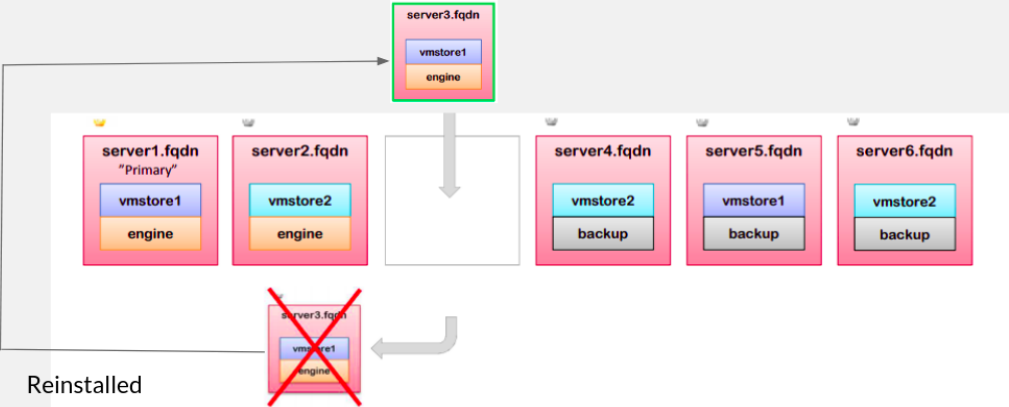 server3.fqdn
vmstore1
engine
server1.fqdn
"Primary"
vmstore1
engine
server2.fqdn
vmstore2
engine
server4.fqdn
vmstore2
backup
server5.fqdn
vmstore1
backup
server6.fqdn
vmstore2
backup
server3.fqdn
vmstore1
engine
Reinstalled